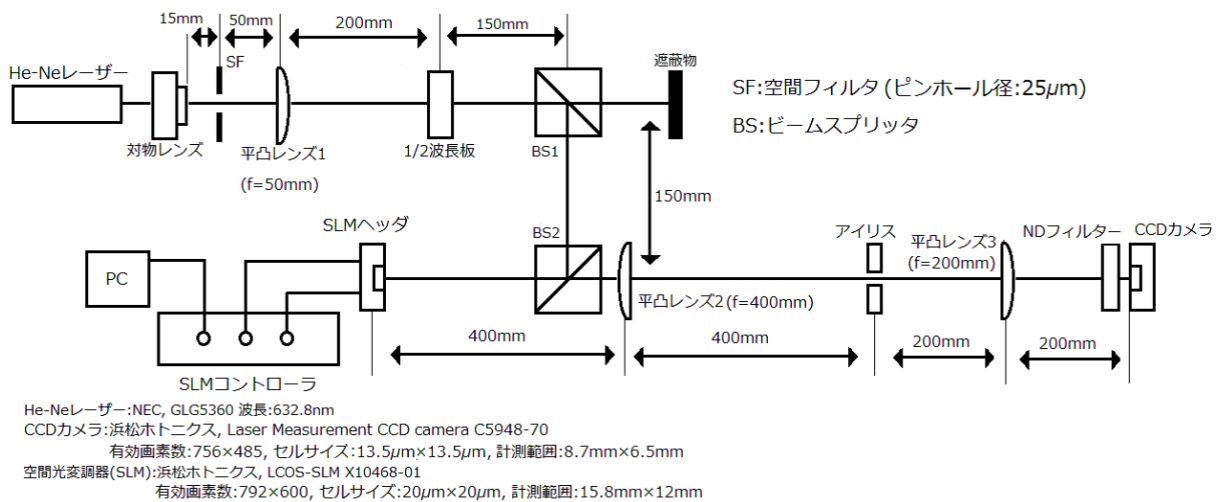 15mm
50mm
200mm
150mm
He-Neレーザー
SF
遮蔽物
SF:空間フィルタ (ピンホール径:25μm)
BS:ビームスプリッタ
対物レンズ
平凸レンズ1
(f=50mm)
1/2波長板
BS1
150mm
SLMヘッダ
BS2
アイリス
平凸レンズ3
(f=200mm)
NDフィルター
CCDカメラ
PC
平凸レンズ2 (f=400mm)
400mm
400mm
200mm
200mm
SLMコントローラ
He-Neレーザー:NEC, GLG5360 波長:632.8nm
CCDカメラ:浜松ホトニクス, Laser Measurement CCD camera C5948-70
有効画素数:756×485, セルサイズ:13.5μm×13.5μm, 計測範囲:8.7mm×6.5mm
空間光変調器(SLM):浜松ホトニクス, LCOS-SLM X10468-01
有効画素数:792×600, セルサイズ:20μm×20μm, 計測範囲:15.8mm×12mm